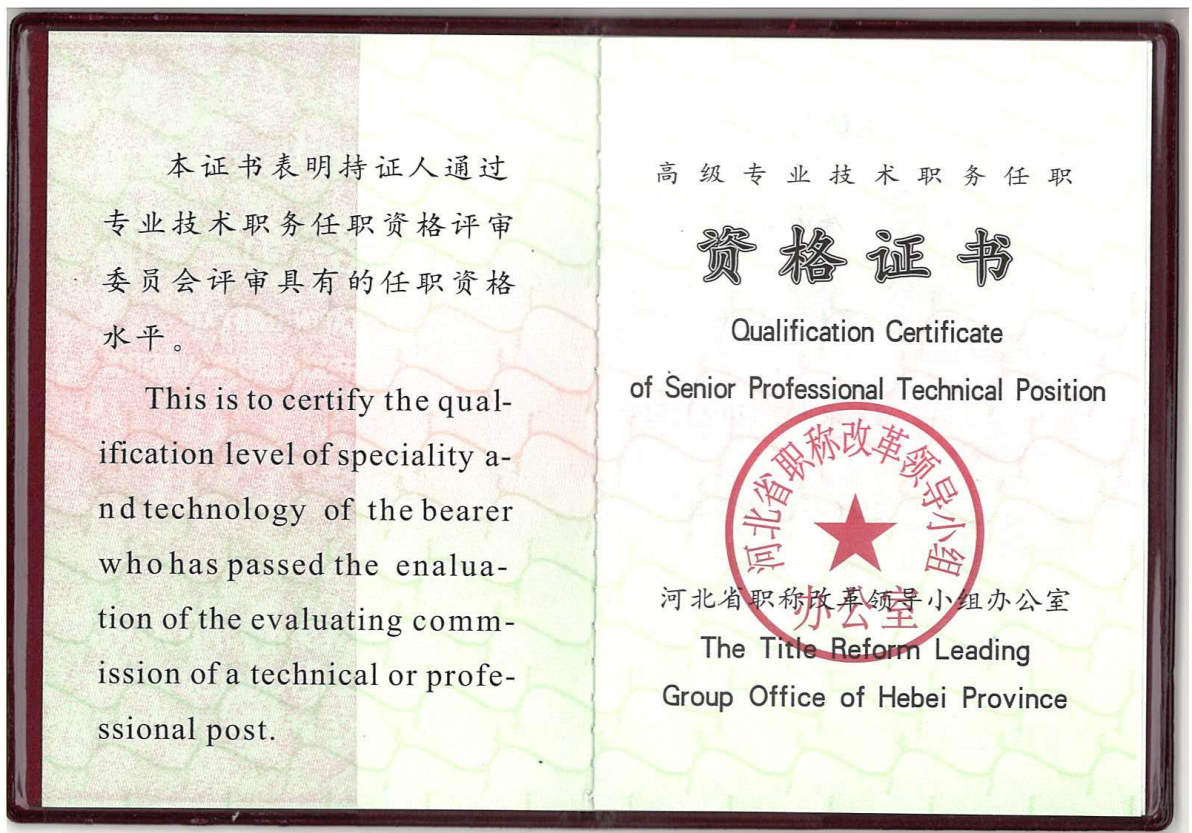 本证书表明持证人通过
专业技术职务任职资格评审
委员会评审具有的任职资格
水平。
This is to certify the qual-
ification level of speciality a-
nd technology of the bearer
who has passed the enalua-
tion of the evaluating comm-
ission of a technical or profe-
ssional post.
高级专业技术职务任职
资格证书
Qualification Certificate
of Senior Professional Technical Position
河北省职称改革领导小组
办公室
河北省职称改革领导小组办公室
The Title Reform Leading
Group Office of Hebei Province